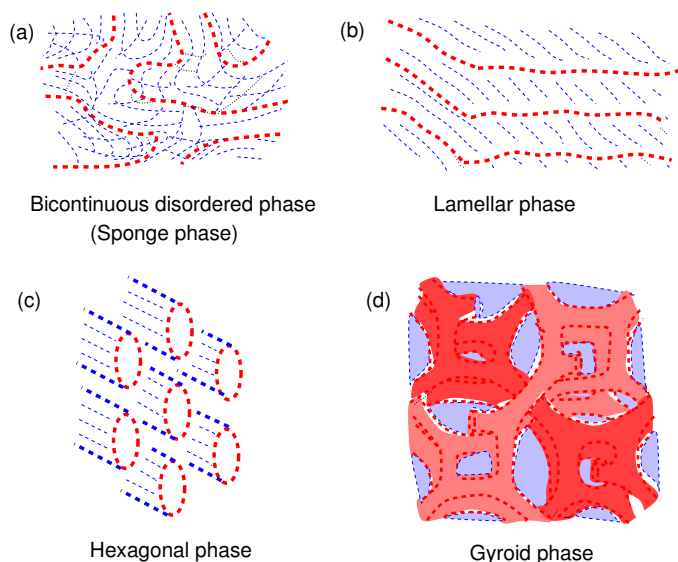 (a)
(b)
Bicontinuous disordered phase
(Sponge phase)
Lamellar phase
(c)
(d)
Hexagonal phase
Gyroid phase